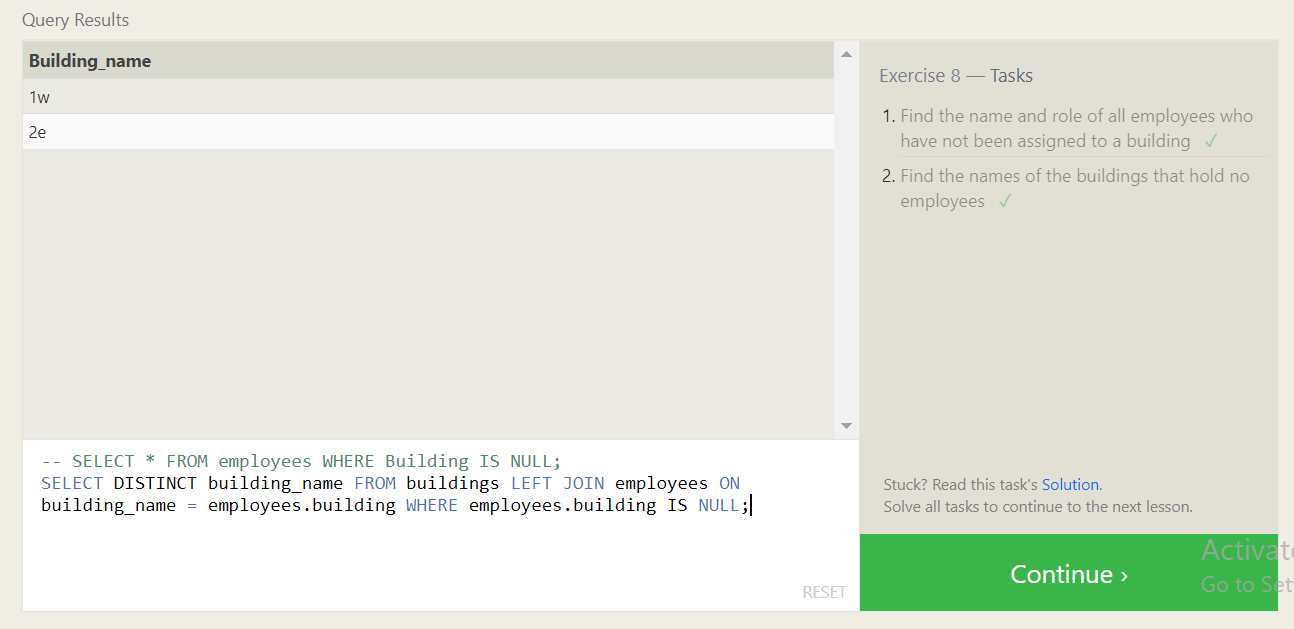 Query Results
Building_name
1w
2e
Exercise 8 — Tasks
1. Find the name and role of all employees who
have not been assigned to a building ✓
2. Find the names of the buildings that hold no
employees ✓
-- SELECT * FROM employees WHERE Building IS NULL;
SELECT DISTINCT building_name FROM buildings LEFT JOIN employees ON
building_name = employees.building WHERE employees.building IS NULL;
RESET
Stuck? Read this task's Solution.
Solve all tasks to continue to the next lesson.
Continue ›
Activate
Go to Set